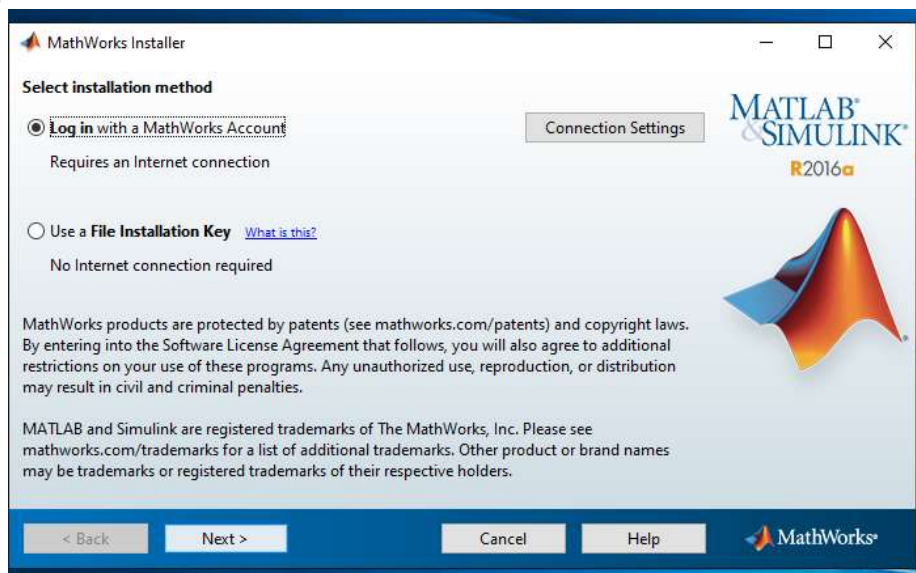 MathWorks Installer
Select installation method
Log in with a MathWorks Account
Connection Settings
Requires an Internet connection
MATLAB®
&SIMULINK®
R2016a
Use a File Installation Key What is this?
No Internet connection required
MathWorks products are protected by patents (see mathworks.com/patents) and copyright laws.
By entering into the Software License Agreement that follows, you will also agree to additional
restrictions on your use of these programs. Any unauthorized use, reproduction, or distribution
may result in civil and criminal penalties.
MATLAB and Simulink are registered trademarks of The MathWorks, Inc. Please see
mathworks.com/trademarks for a list of additional trademarks. Other product or brand names
may be trademarks or registered trademarks of their respective holders.
< Back Next > Cancel Help MathWorks®